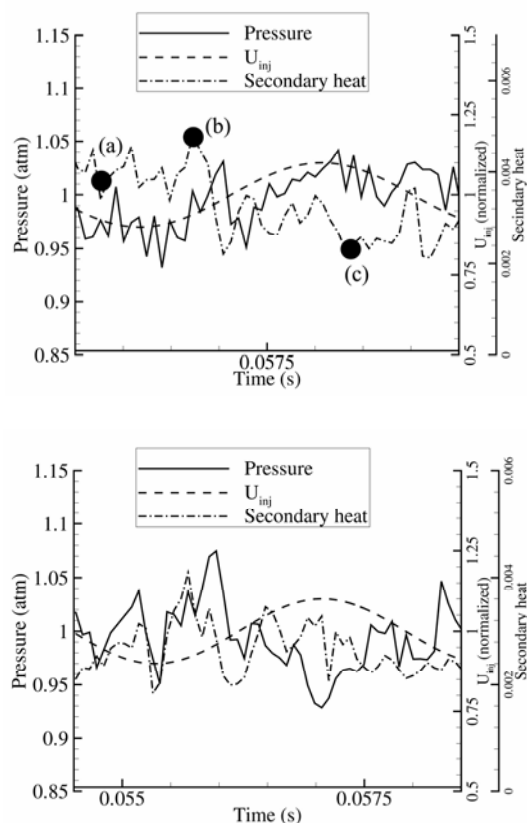 Pressure
U_inj
Secondary heat
1.15
1.1
1.05
1
0.95
0.9
0.85
Pressure (atm)
(a)
(b)
(c)
0.0575
Time (s)
1.5
1.25
1
0.75
0.5
U_inj (normalized)
0.006
0.004
0.002
0
Secondary heat
Pressure
U_inj
Secondary heat
1.15
1.1
1.05
1
0.95
0.9
0.85
Pressure (atm)
0.055
0.0575
Time (s)
1.5
1.25
1
0.75
0.5
U_inj (normalized)
0.006
0.004
0.002
0
Secondary heat